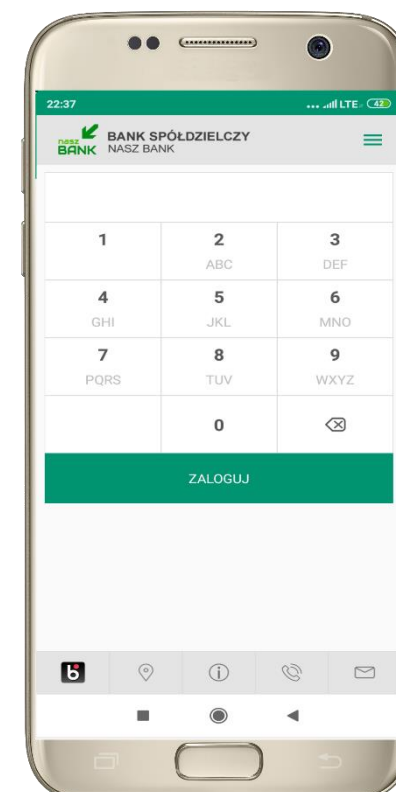 22:37
LTE 42
nasz BANK
BANK SPÓŁDZIELCZY
NASZ BANK
1 2 3
ABC DEF
4 5 6
GHI JKL MNO
7 8 9
PQRS TUV WXYZ
0
ZALOGUJ
b
i